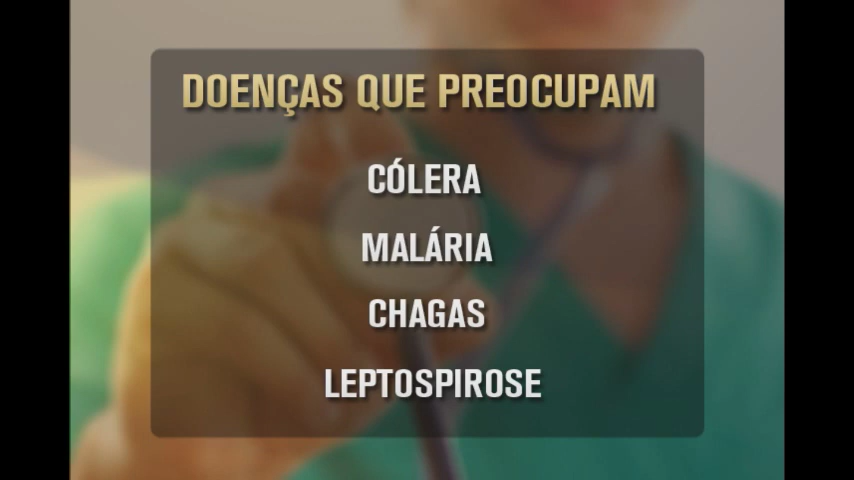 DOENÇAS QUE PREOCUPAM
CÓLERA
MALÁRIA
CHAGAS
LEPTOSPIROSE